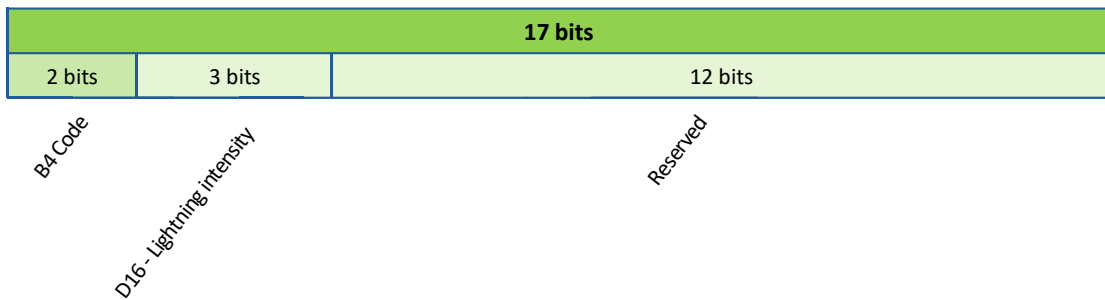 17 bits
2 bits 3 bits 12 bits
B4 Code
D16 - Lightning intensity
Reserved